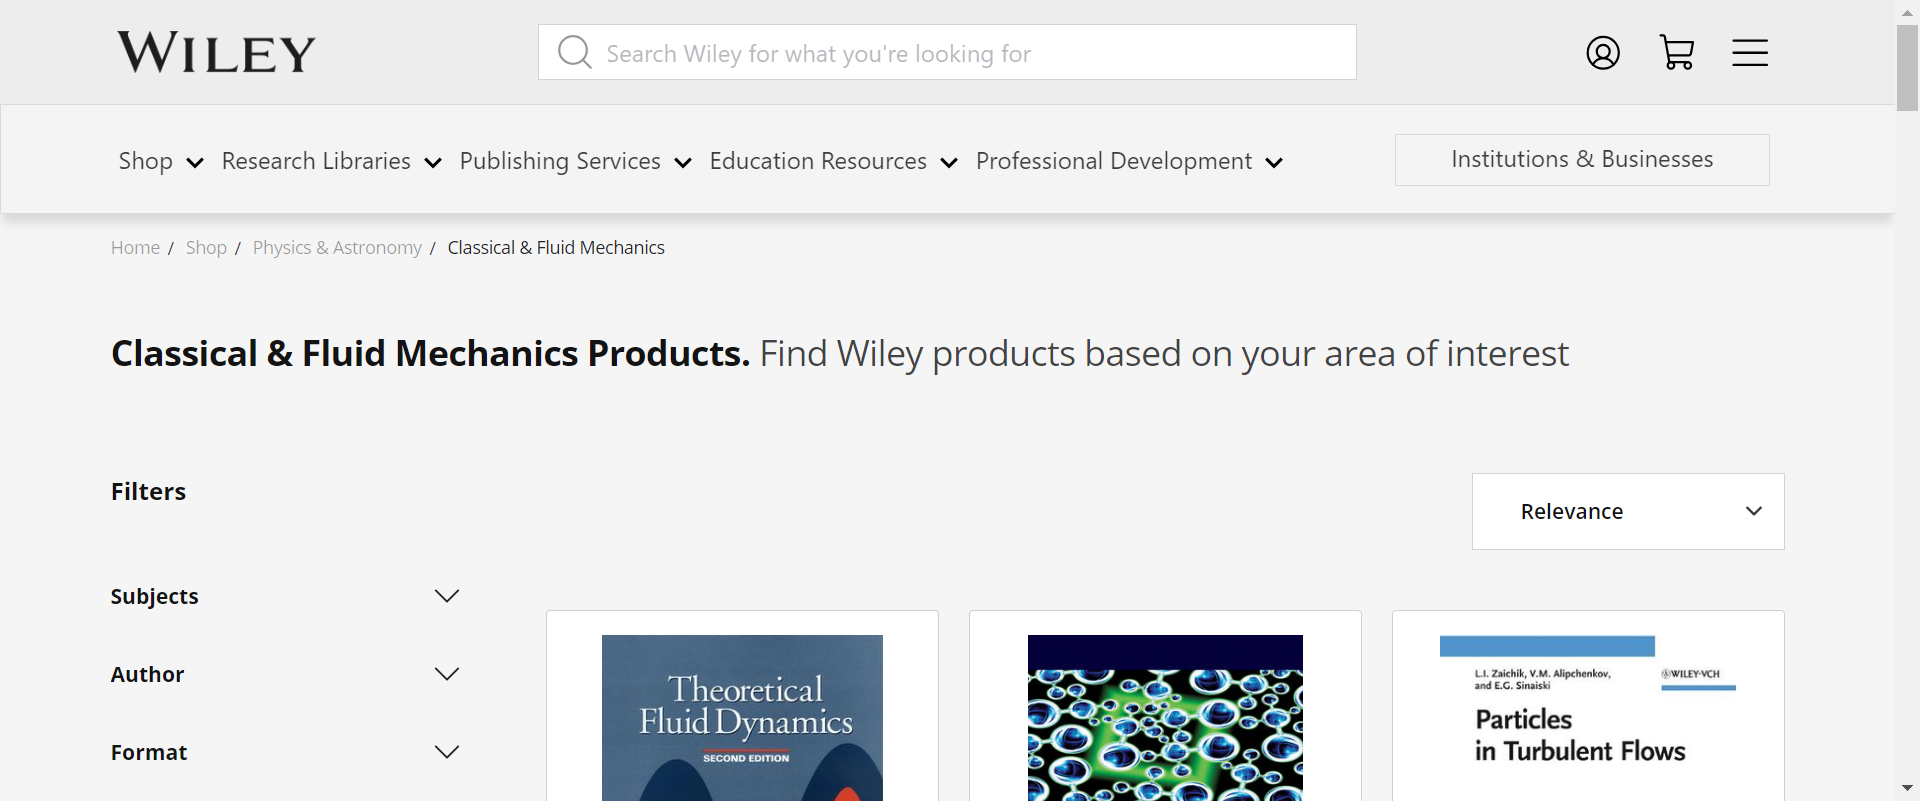 WILEY
Search Wiley for what you're looking for
Shop Research Libraries Publishing Services Education Resources Professional Development Institutions & Businesses
Home / Shop / Physics & Astronomy / Classical & Fluid Mechanics
Classical & Fluid Mechanics Products. Find Wiley products based on your area of interest
Filters
Relevance
Subjects
Author
Format
Theoretical
Fluid Dynamics
SECOND EDITION
L.I. Zaichik, V.M. Alipchenkov,
and E.G. Sinaiski
WILEY-VCH
Particles
in Turbulent Flows